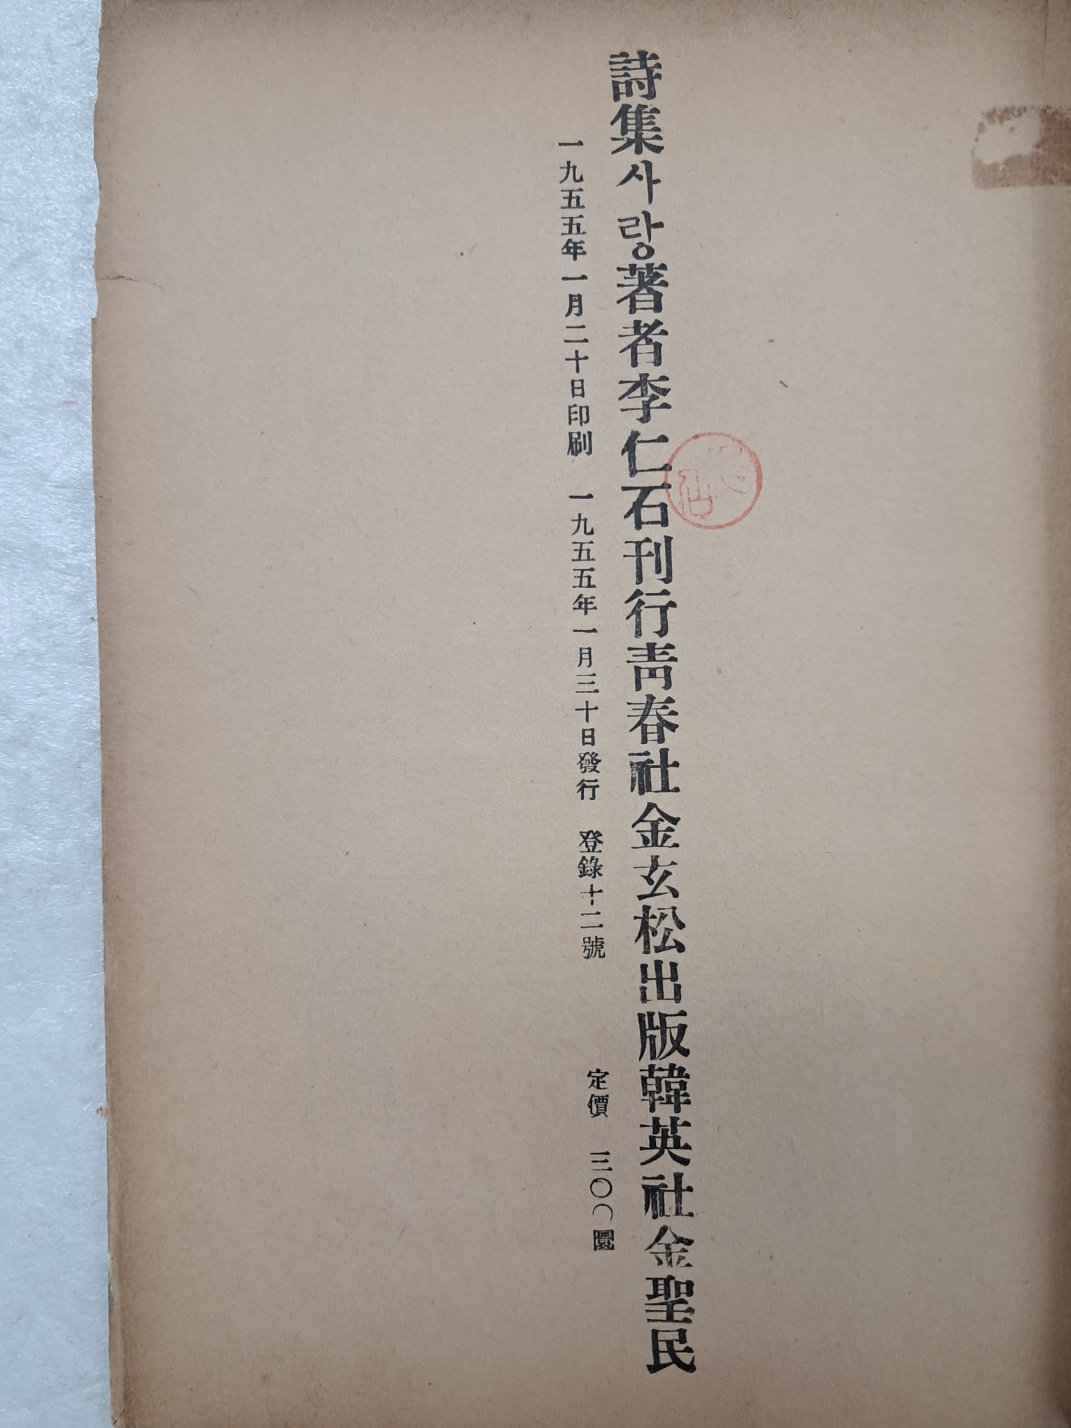 詩集사랑著者李仁石刊行靑春社金玄松出版韓英社金聖民
一九五五年一月二十日印刷 一九五五年一月三十日發行 登錄十二號 定價 三〇〇圜